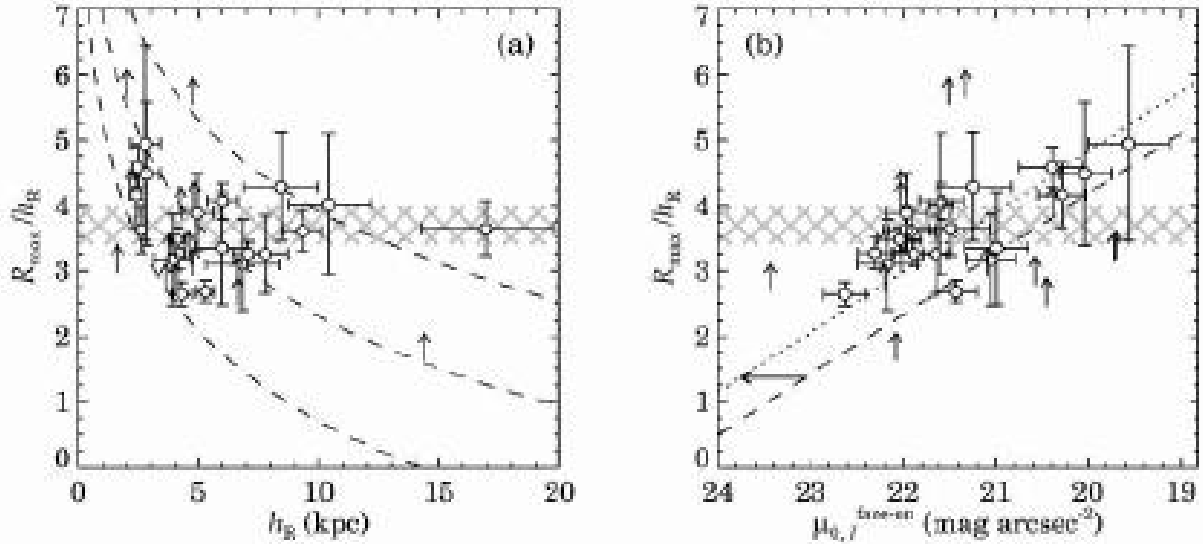 (a)
7
6
5
4
3
2
1
0
R_max/h_R
0 5 10 15 20
h_R (kpc)
(b)
7
6
5
4
3
2
1
0
R_max/h_R
24 23 22 21 20 19
μ_0,I^face-on (mag arcsec⁻²)